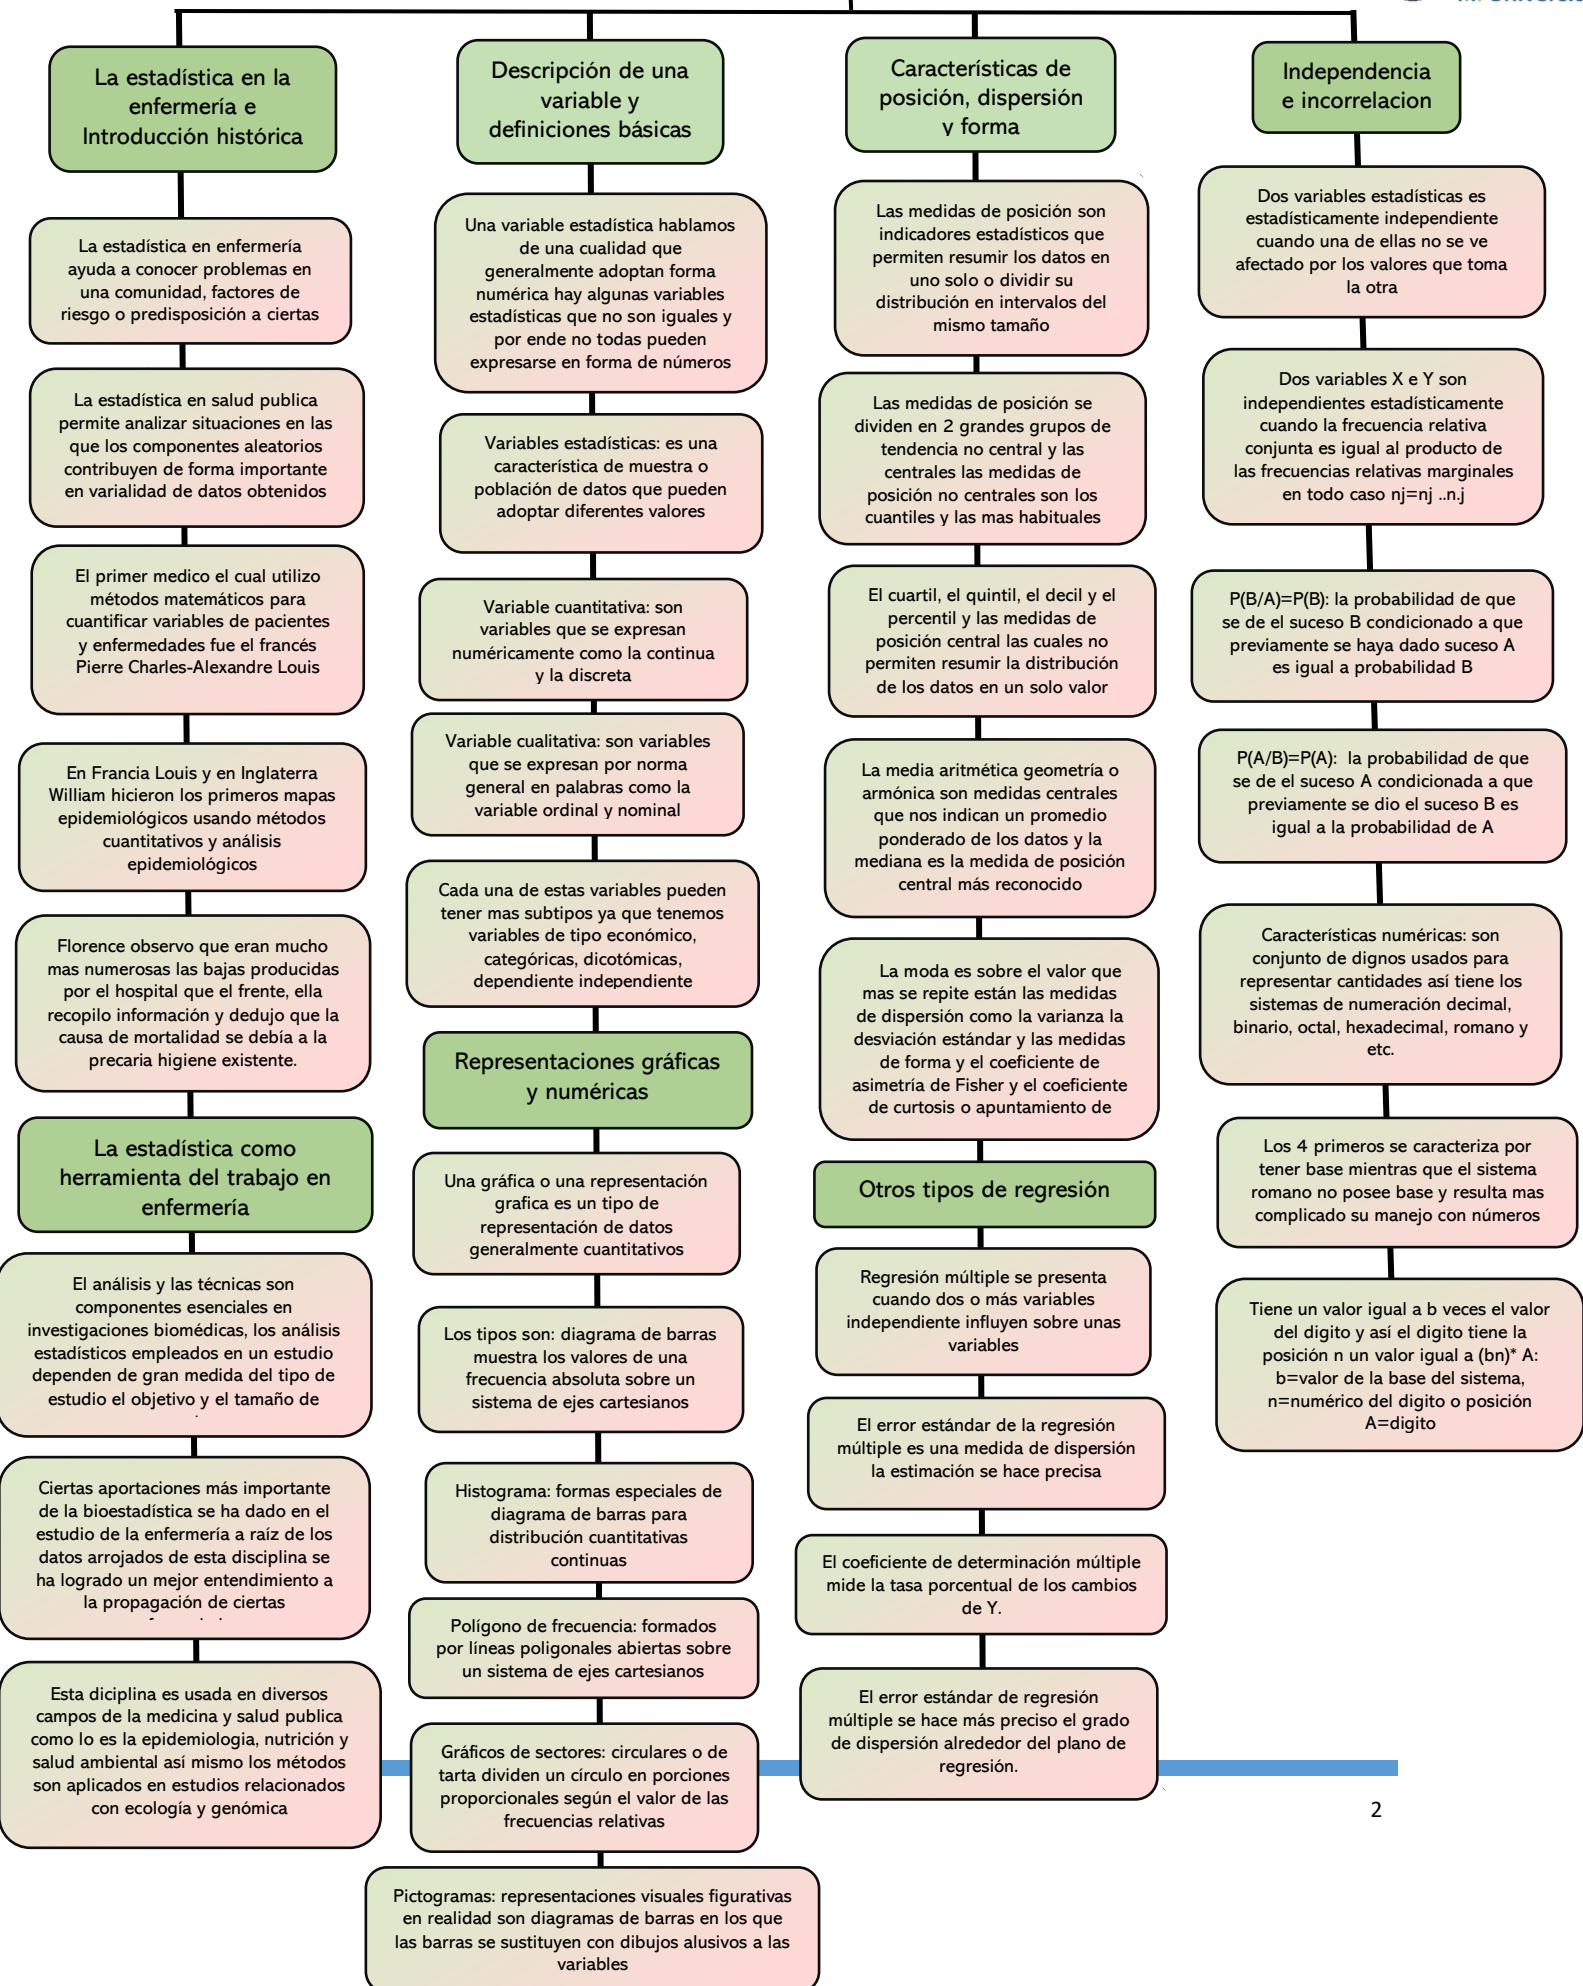 La estadística en la
enfermería e
Introducción histórica
La estadística en enfermería
ayuda a conocer problemas en
una comunidad, factores de
riesgo o predisposición a ciertas
La estadística en salud publica
permite analizar situaciones en las
que los componentes aleatorios
contribuyen de forma importante
en varialidad de datos obtenidos
El primer medico el cual utilizo
métodos matemáticos para
cuantificar variables de pacientes
y enfermedades fue el francés
Pierre Charles-Alexandre Louis
En Francia Louis y en Inglaterra
William hicieron los primeros mapas
epidemiológicos usando métodos
cuantitativos y análisis
epidemiológicos
Florence observo que eran mucho
mas numerosas las bajas producidas
por el hospital que el frente, ella
recopilo información y dedujo que la
causa de mortalidad se debía a la
precaria higiene existente.
La estadística como
herramienta del trabajo en
enfermería
El análisis y las técnicas son
componentes esenciales en
investigaciones biomédicas, los análisis
estadísticos empleados en un estudio
dependen de gran medida del tipo de
estudio el objetivo y el tamaño de
Ciertas aportaciones más importante
de la bioestadística se ha dado en el
estudio de la enfermería a raíz de los
datos arrojados de esta disciplina se
ha logrado un mejor entendimiento a
la propagación de ciertas
Esta diciplina es usada en diversos
campos de la medicina y salud publica
como lo es la epidemiologia, nutrición y
salud ambiental así mismo los métodos
son aplicados en estudios relacionados
con ecología y genómica
Descripción de una
variable y
definiciones básicas
Una variable estadística hablamos
de una cualidad que
generalmente adoptan forma
numérica hay algunas variables
estadísticas que no son iguales y
por ende no todas pueden
expresarse en forma de números
Variables estadísticas: es una
característica de muestra o
población de datos que pueden
adoptar diferentes valores
Variable cuantitativa: son
variables que se expresan
numéricamente como la continua
y la discreta
Variable cualitativa: son variables
que se expresan por norma
general en palabras como la
variable ordinal y nominal
Cada una de estas variables pueden
tener mas subtipos ya que tenemos
variables de tipo económico,
categóricas, dicotómicas,
dependiente independiente
Representaciones gráficas
y numéricas
Una gráfica o una representación
grafica es un tipo de
representación de datos
generalmente cuantitativos
Los tipos son: diagrama de barras
muestra los valores de una
frecuencia absoluta sobre un
sistema de ejes cartesianos
Histograma: formas especiales de
diagrama de barras para
distribución cuantitativas
continuas
Polígono de frecuencia: formados
por líneas poligonales abiertas sobre
un sistema de ejes cartesianos
Gráficos de sectores: circulares o de
tarta dividen un círculo en porciones
proporcionales según el valor de las
frecuencias relativas
Pictogramas: representaciones visuales figurativas
en realidad son diagramas de barras en los que
las barras se sustituyen con dibujos alusivos a las
variables
Características de
posición, dispersión
y forma
Las medidas de posición son
indicadores estadísticos que
permiten resumir los datos en
uno solo o dividir su
distribución en intervalos del
mismo tamaño
Las medidas de posición se
dividen en 2 grandes grupos de
tendencia no central y las
centrales las medidas de
posición no centrales son los
cuantiles y las mas habituales
El cuartil, el quintil, el decil y el
percentil y las medidas de
posición central las cuales no
permiten resumir la distribución
de los datos en un solo valor
La media aritmética geometría o
armónica son medidas centrales
que nos indican un promedio
ponderado de los datos y la
mediana es la medida de posición
central más reconocido
La moda es sobre el valor que
mas se repite están las medidas
de dispersión como la varianza la
desviación estándar y las medidas
de forma y el coeficiente de
asimetría de Fisher y el coeficiente
de curtosis o apuntamiento de
Otros tipos de regresión
Regresión múltiple se presenta
cuando dos o más variables
independiente influyen sobre unas
variables
El error estándar de la regresión
múltiple es una medida de dispersión
la estimación se hace precisa
El coeficiente de determinación múltiple
mide la tasa porcentual de los cambios
de Y.
El error estándar de regresión
múltiple se hace más preciso el grado
de dispersión alrededor del plano de
regresión.
Independencia
e incorrelacion
Dos variables estadísticas es
estadísticamente independiente
cuando una de ellas no se ve
afectado por los valores que toma
la otra
Dos variables X e Y son
independientes estadísticamente
cuando la frecuencia relativa
conjunta es igual al producto de
las frecuencias relativas marginales
en todo caso nj=nj ..n.j
P(B/A)=P(B): la probabilidad de que
se de el suceso B condicionado a que
previamente se haya dado suceso A
es igual a probabilidad B
P(A/B)=P(A): la probabilidad de que
se de el suceso A condicionada a que
previamente se dio el suceso B es
igual a la probabilidad de A
Características numéricas: son
conjunto de dignos usados para
representar cantidades así tiene los
sistemas de numeración decimal,
binario, octal, hexadecimal, romano y
etc.
Los 4 primeros se caracteriza por
tener base mientras que el sistema
romano no posee base y resulta mas
complicado su manejo con números
Tiene un valor igual a b veces el valor
del digito y así el digito tiene la
posición n un valor igual a (bn)* A:
b=valor de la base del sistema,
n=numérico del digito o posición
A=digito
2